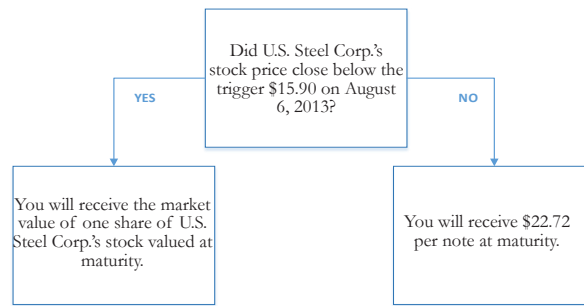 Did U.S. Steel Corp.'s
stock price close below the
trigger $15.90 on August
6, 2013?
YES
NO
You will receive the market
value of one share of U.S.
Steel Corp.'s stock valued at
maturity.
You will receive $22.72
per note at maturity.